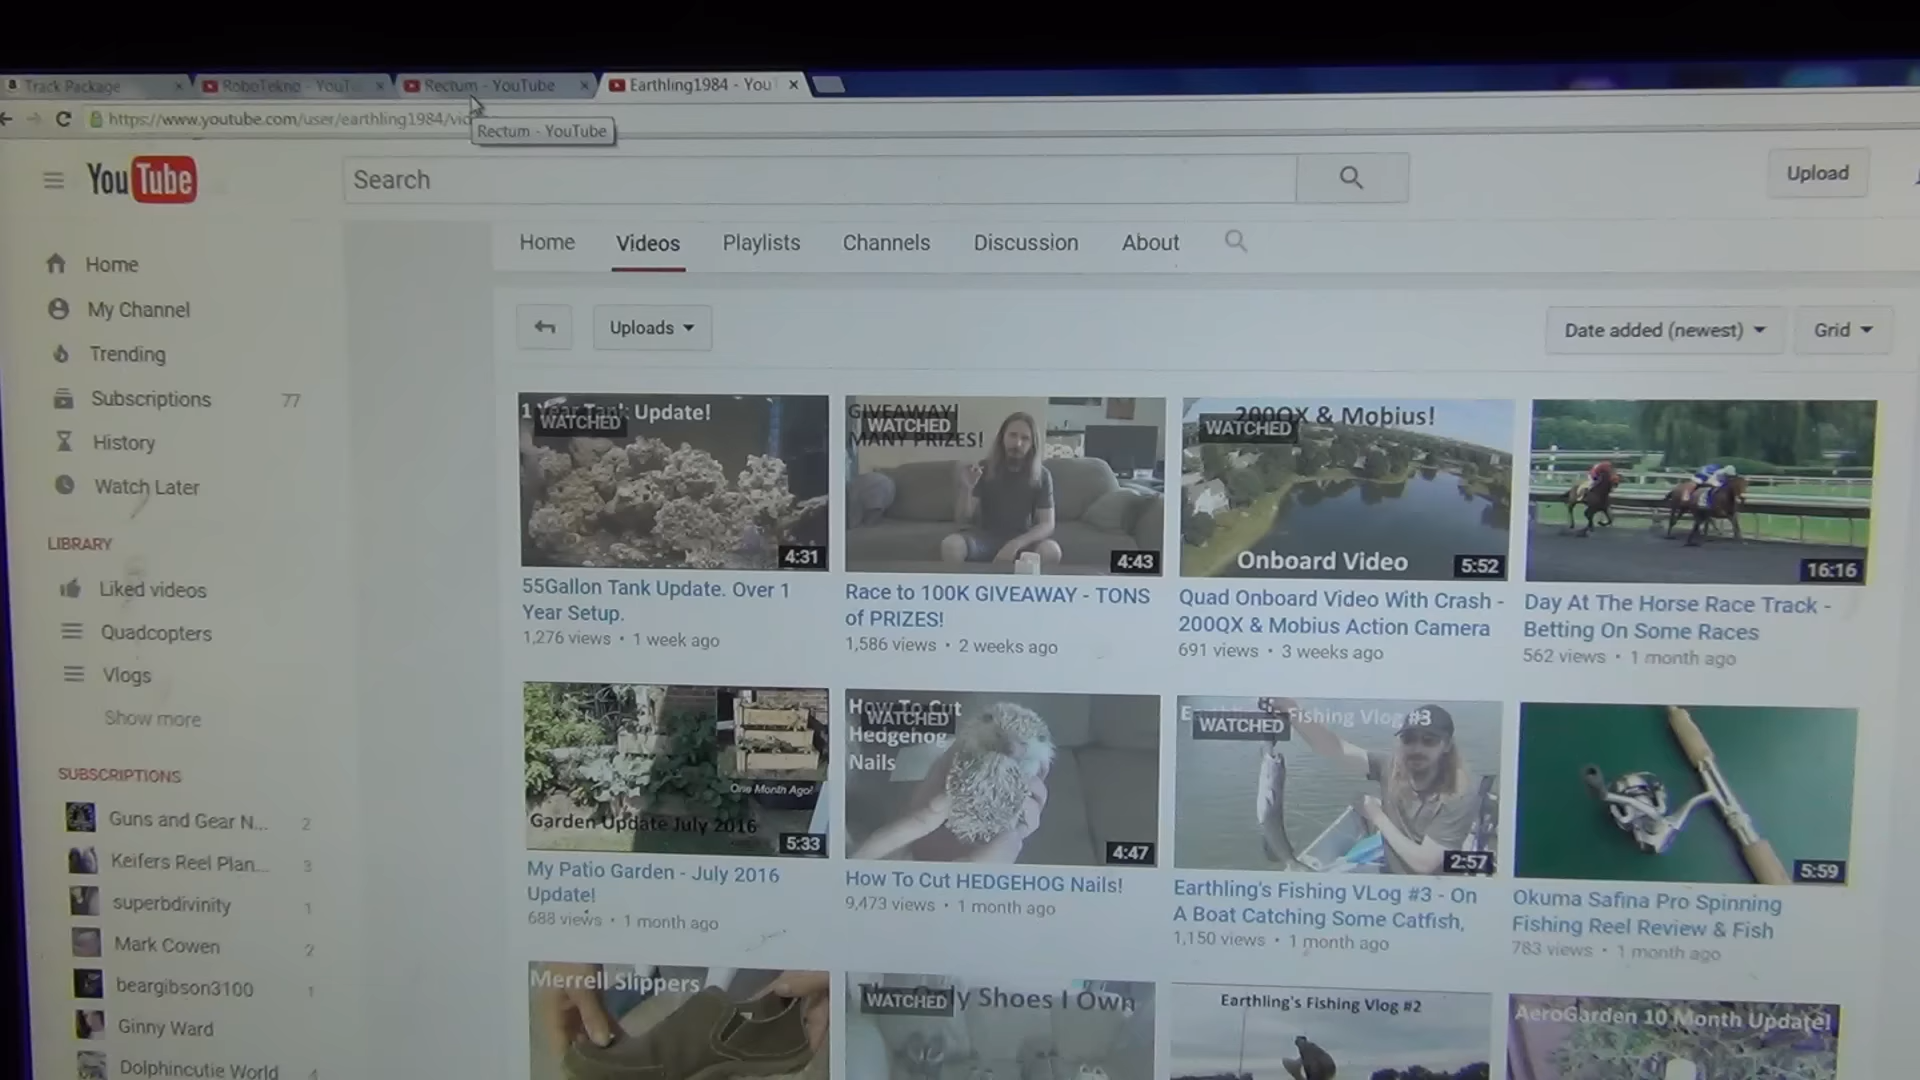 Track Package
RoboTekno - YouT
Rectum - YouTube
Earthling1984 - You
https://www.youtube.com/user/earthling1984/vid
Rectum - YouTube
YouTube
Search
Upload
Home
Videos
Playlists
Channels
Discussion
About
Uploads
Date added (newest)
Grid
Home
My Channel
Trending
Subscriptions 77
History
Watch Later
LIBRARY
Liked videos
Quadcopters
Vlogs
Show more
SUBSCRIPTIONS
Guns and Gear N... 2
Keifers Reel Plan... 3
superbdivinity 1
Mark Cowen 2
beargibson3100 1
Ginny Ward
Dolphincutie World 4
1 Year Tank Update!
WATCHED
4:31
55Gallon Tank Update. Over 1
Year Setup.
1,276 views • 1 week ago
GIVEAWAY!
WATCHED
MANY PRIZES!
4:43
Race to 100K GIVEAWAY - TONS
of PRIZES!
1,586 views • 2 weeks ago
200QX & Mobius!
WATCHED
Onboard Video
5:52
Quad Onboard Video With Crash -
200QX & Mobius Action Camera
691 views • 3 weeks ago
16:16
Day At The Horse Race Track -
Betting On Some Races
562 views • 1 month ago
One Month Ago!
Garden Update July 2016
5:33
My Patio Garden - July 2016
Update!
688 views • 1 month ago
How To Cut
WATCHED
Hedgehog
Nails
4:47
How To Cut HEDGEHOG Nails!
9,473 views • 1 month ago
Fishing Vlog #3
WATCHED
2:57
Earthling's Fishing VLog #3 - On
A Boat Catching Some Catfish,
1,150 views • 1 month ago
5:59
Okuma Safina Pro Spinning
Fishing Reel Review & Fish
783 views • 1 month ago
Merrell Slippers
WATCHED
Shoes I Own
Earthling's Fishing Vlog #2
AeroGarden 10 Month Update!